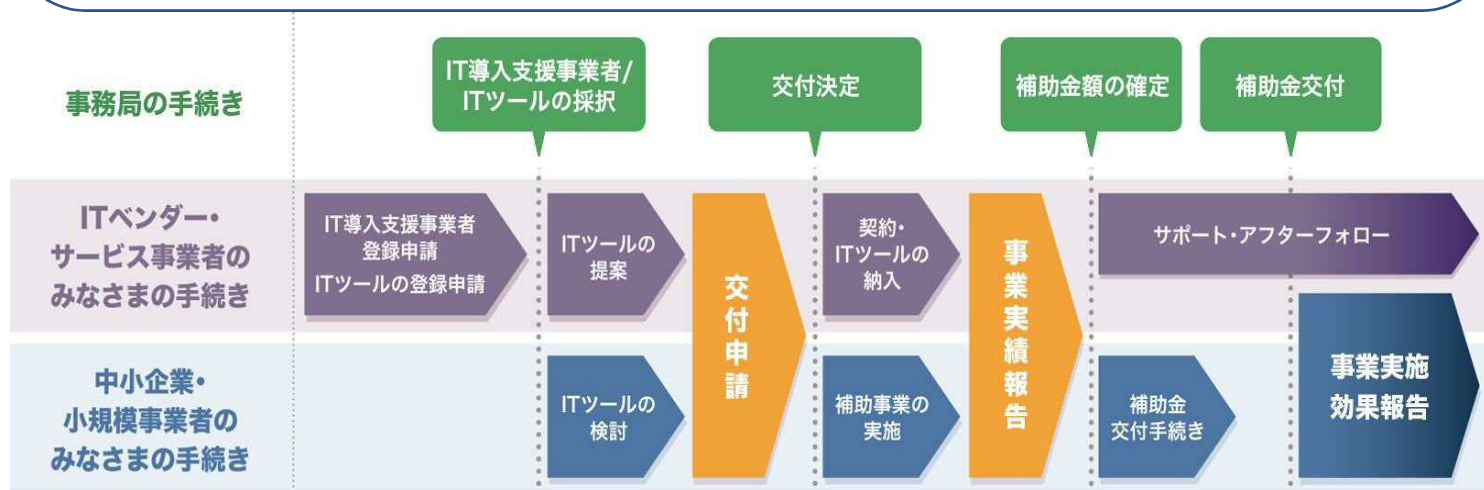 事務局の手続き
IT導入支援事業者/
ITツールの採択
交付決定
補助金額の確定
補助金交付
ITベンダー・
サービス事業者の
みなさまの手続き
IT導入支援事業者
登録申請
ITツールの登録申請
ITツールの
提案
交付申請
契約・
ITツールの
納入
事業実績報告
サポート・アフターフォロー
中小企業・
小規模事業者の
みなさまの手続き
ITツールの
検討
補助事業の
実施
補助金
交付手続き
事業実施
効果報告